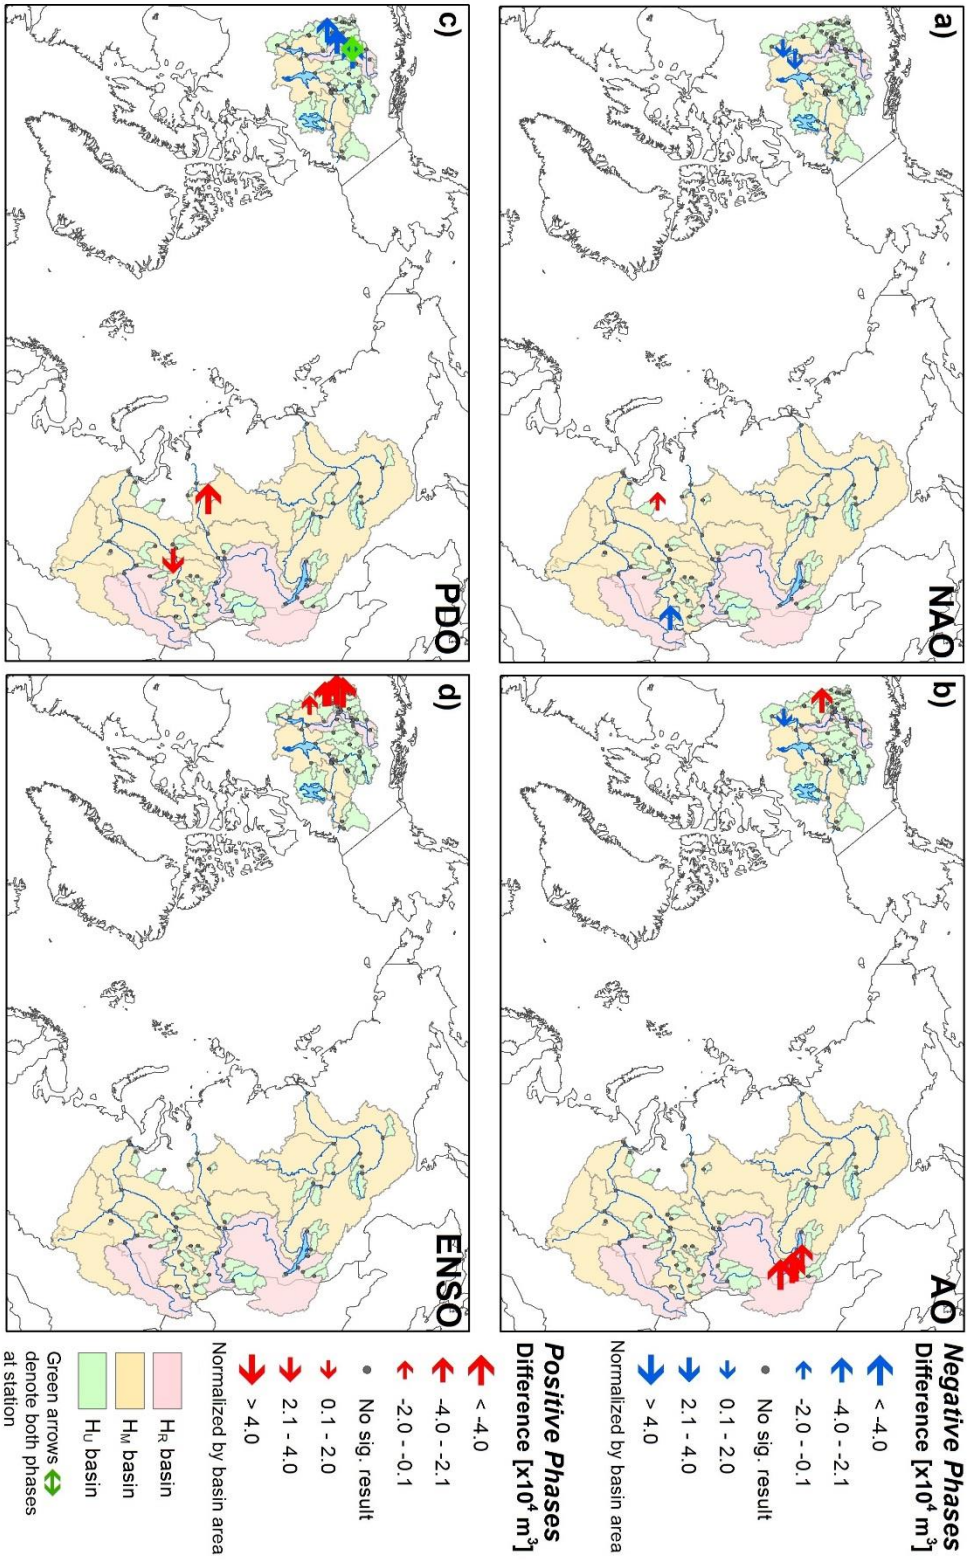 a)
NAO
b)
AO
c)
PDO
d)
ENSO
Negative Phases
Difference [x10⁴ m³]
< -4.0
-4.0 - -2.1
-2.0 - -0.1
No sig. result
0.1 - 2.0
2.1 - 4.0
> 4.0
Normalized by basin area
Positive Phases
Difference [x10⁴ m³]
< -4.0
-4.0 - -2.1
-2.0 - -0.1
No sig. result
0.1 - 2.0
2.1 - 4.0
> 4.0
Normalized by basin area
H_R basin
H_M basin
H_U basin
Green arrows
denote both phases
at station